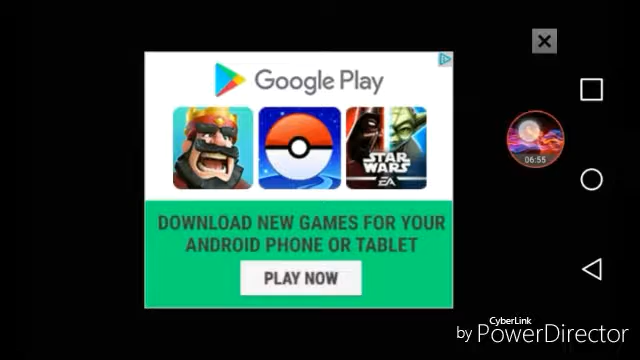 Google Play
STAR
WARS
EA
DOWNLOAD NEW GAMES FOR YOUR
ANDROID PHONE OR TABLET
PLAY NOW
06:55
CyberLink
by PowerDirector